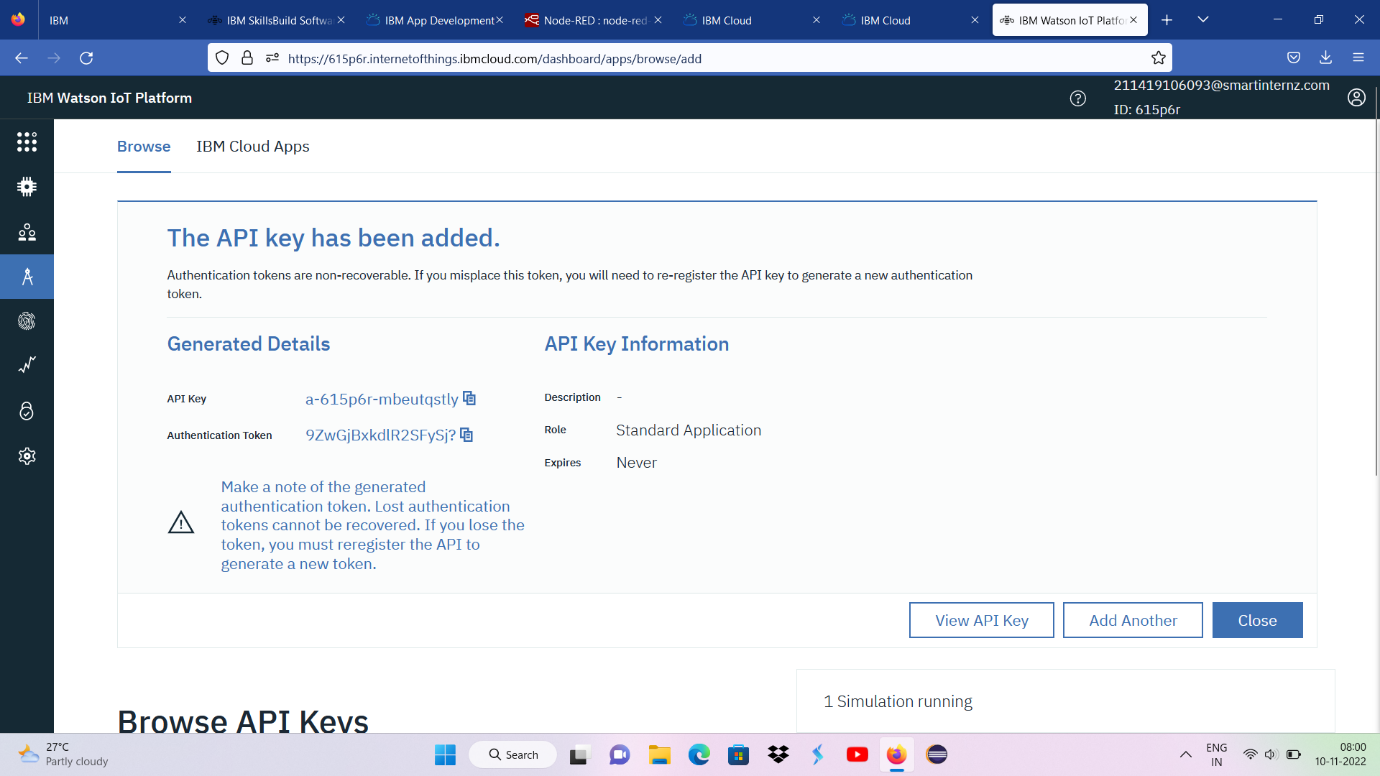 IBM
IBM SkillsBuild Softwa
IBM App Development
Node-RED : node-red
IBM Cloud
IBM Cloud
IBM Watson IoT Platfor
https://615p6r.internetofthings.ibmcloud.com/dashboard/apps/browse/add
IBM Watson IoT Platform
211419106093@smartinternz.com
ID: 615p6r
Browse
IBM Cloud Apps
The API key has been added.
Authentication tokens are non-recoverable. If you misplace this token, you will need to re-register the API key to generate a new authentication
token.
Generated Details
API Key a-615p6r-mbeutqstly
Authentication Token 9ZwGjBxkdlR2SFySj?
Make a note of the generated
authentication token. Lost authentication
tokens cannot be recovered. If you lose the
token, you must reregister the API to
generate a new token.
API Key Information
Description -
Role Standard Application
Expires Never
View API Key
Add Another
Close
Browse API Keys
1 Simulation running
27°C
Partly cloudy
Search
ENG
IN
08:00
10-11-2022